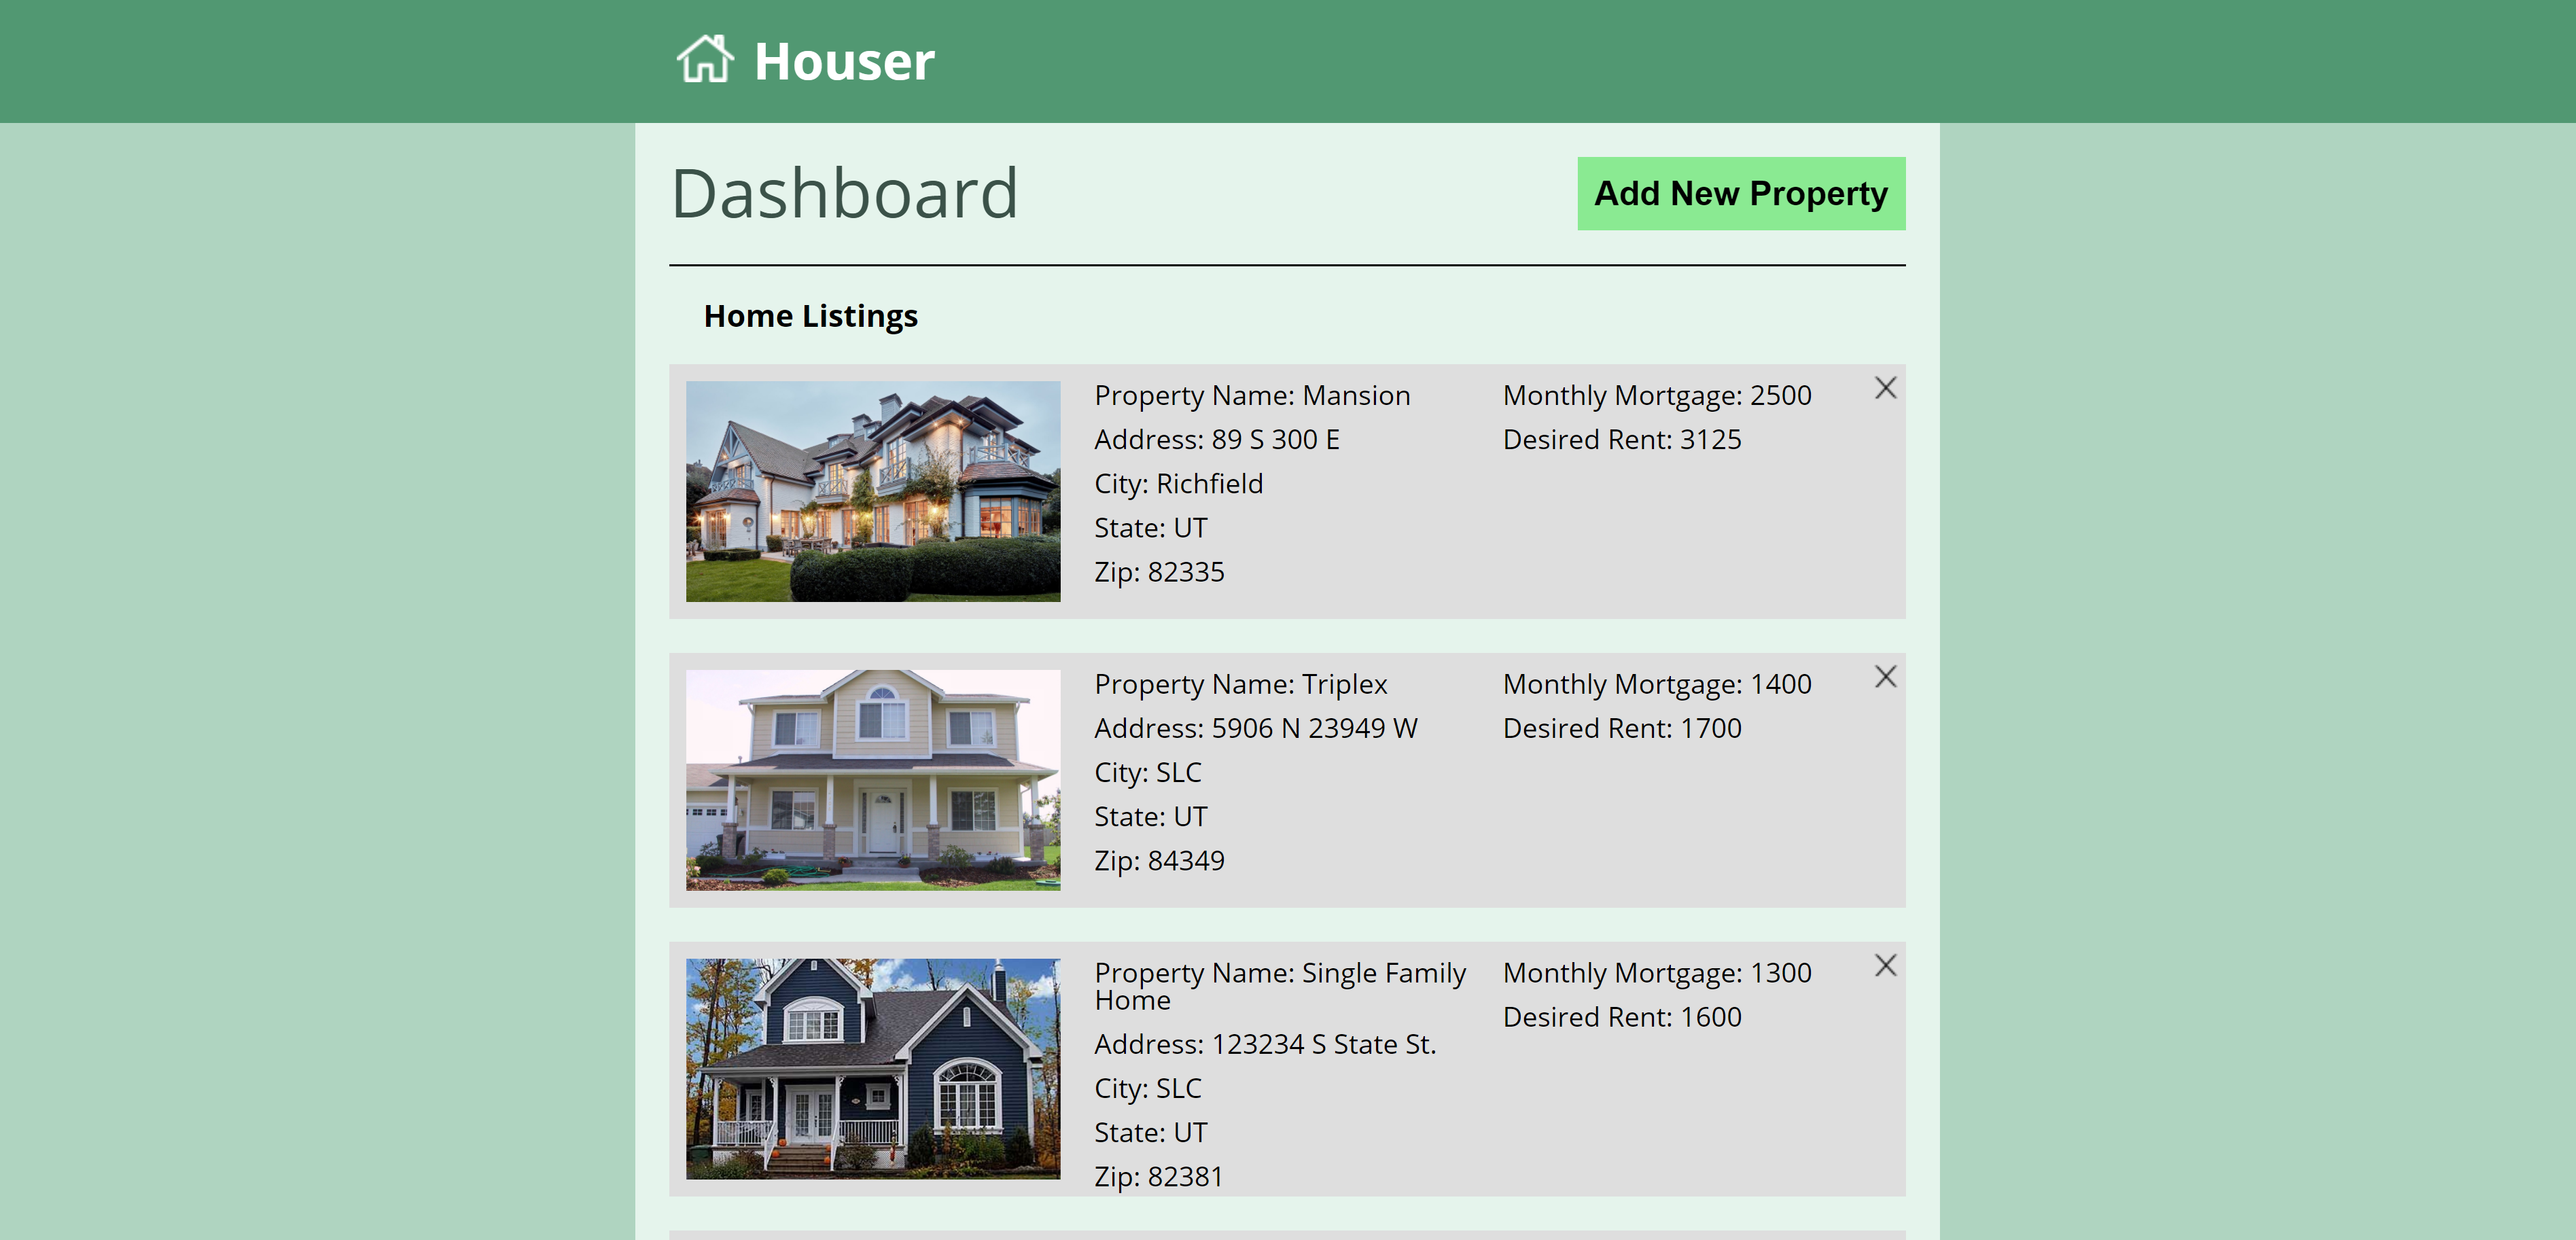 Houser
Dashboard
Add New Property
Home Listings
Property Name: Mansion
Address: 89 S 300 E
City: Richfield
State: UT
Zip: 82335
Monthly Mortgage: 2500
Desired Rent: 3125
Property Name: Triplex
Address: 5906 N 23949 W
City: SLC
State: UT
Zip: 84349
Monthly Mortgage: 1400
Desired Rent: 1700
Property Name: Single Family
Home
Address: 123234 S State St.
City: SLC
State: UT
Zip: 82381
Monthly Mortgage: 1300
Desired Rent: 1600